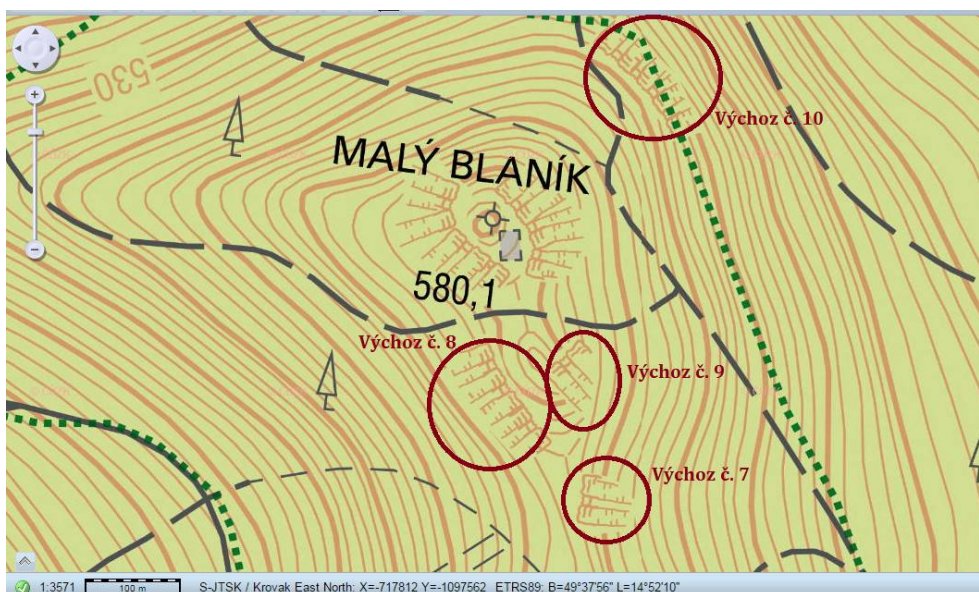 530
Výchoz č. 10
MALÝ BLANÍK
580,1
Výchoz č. 8
Výchoz č. 9
Výchoz č. 7
1:3571 100 m S-JTSK / Krovak East North: X=-717812 Y=-1097562 ETRS89: B=49°37'56" L=14°52'10"